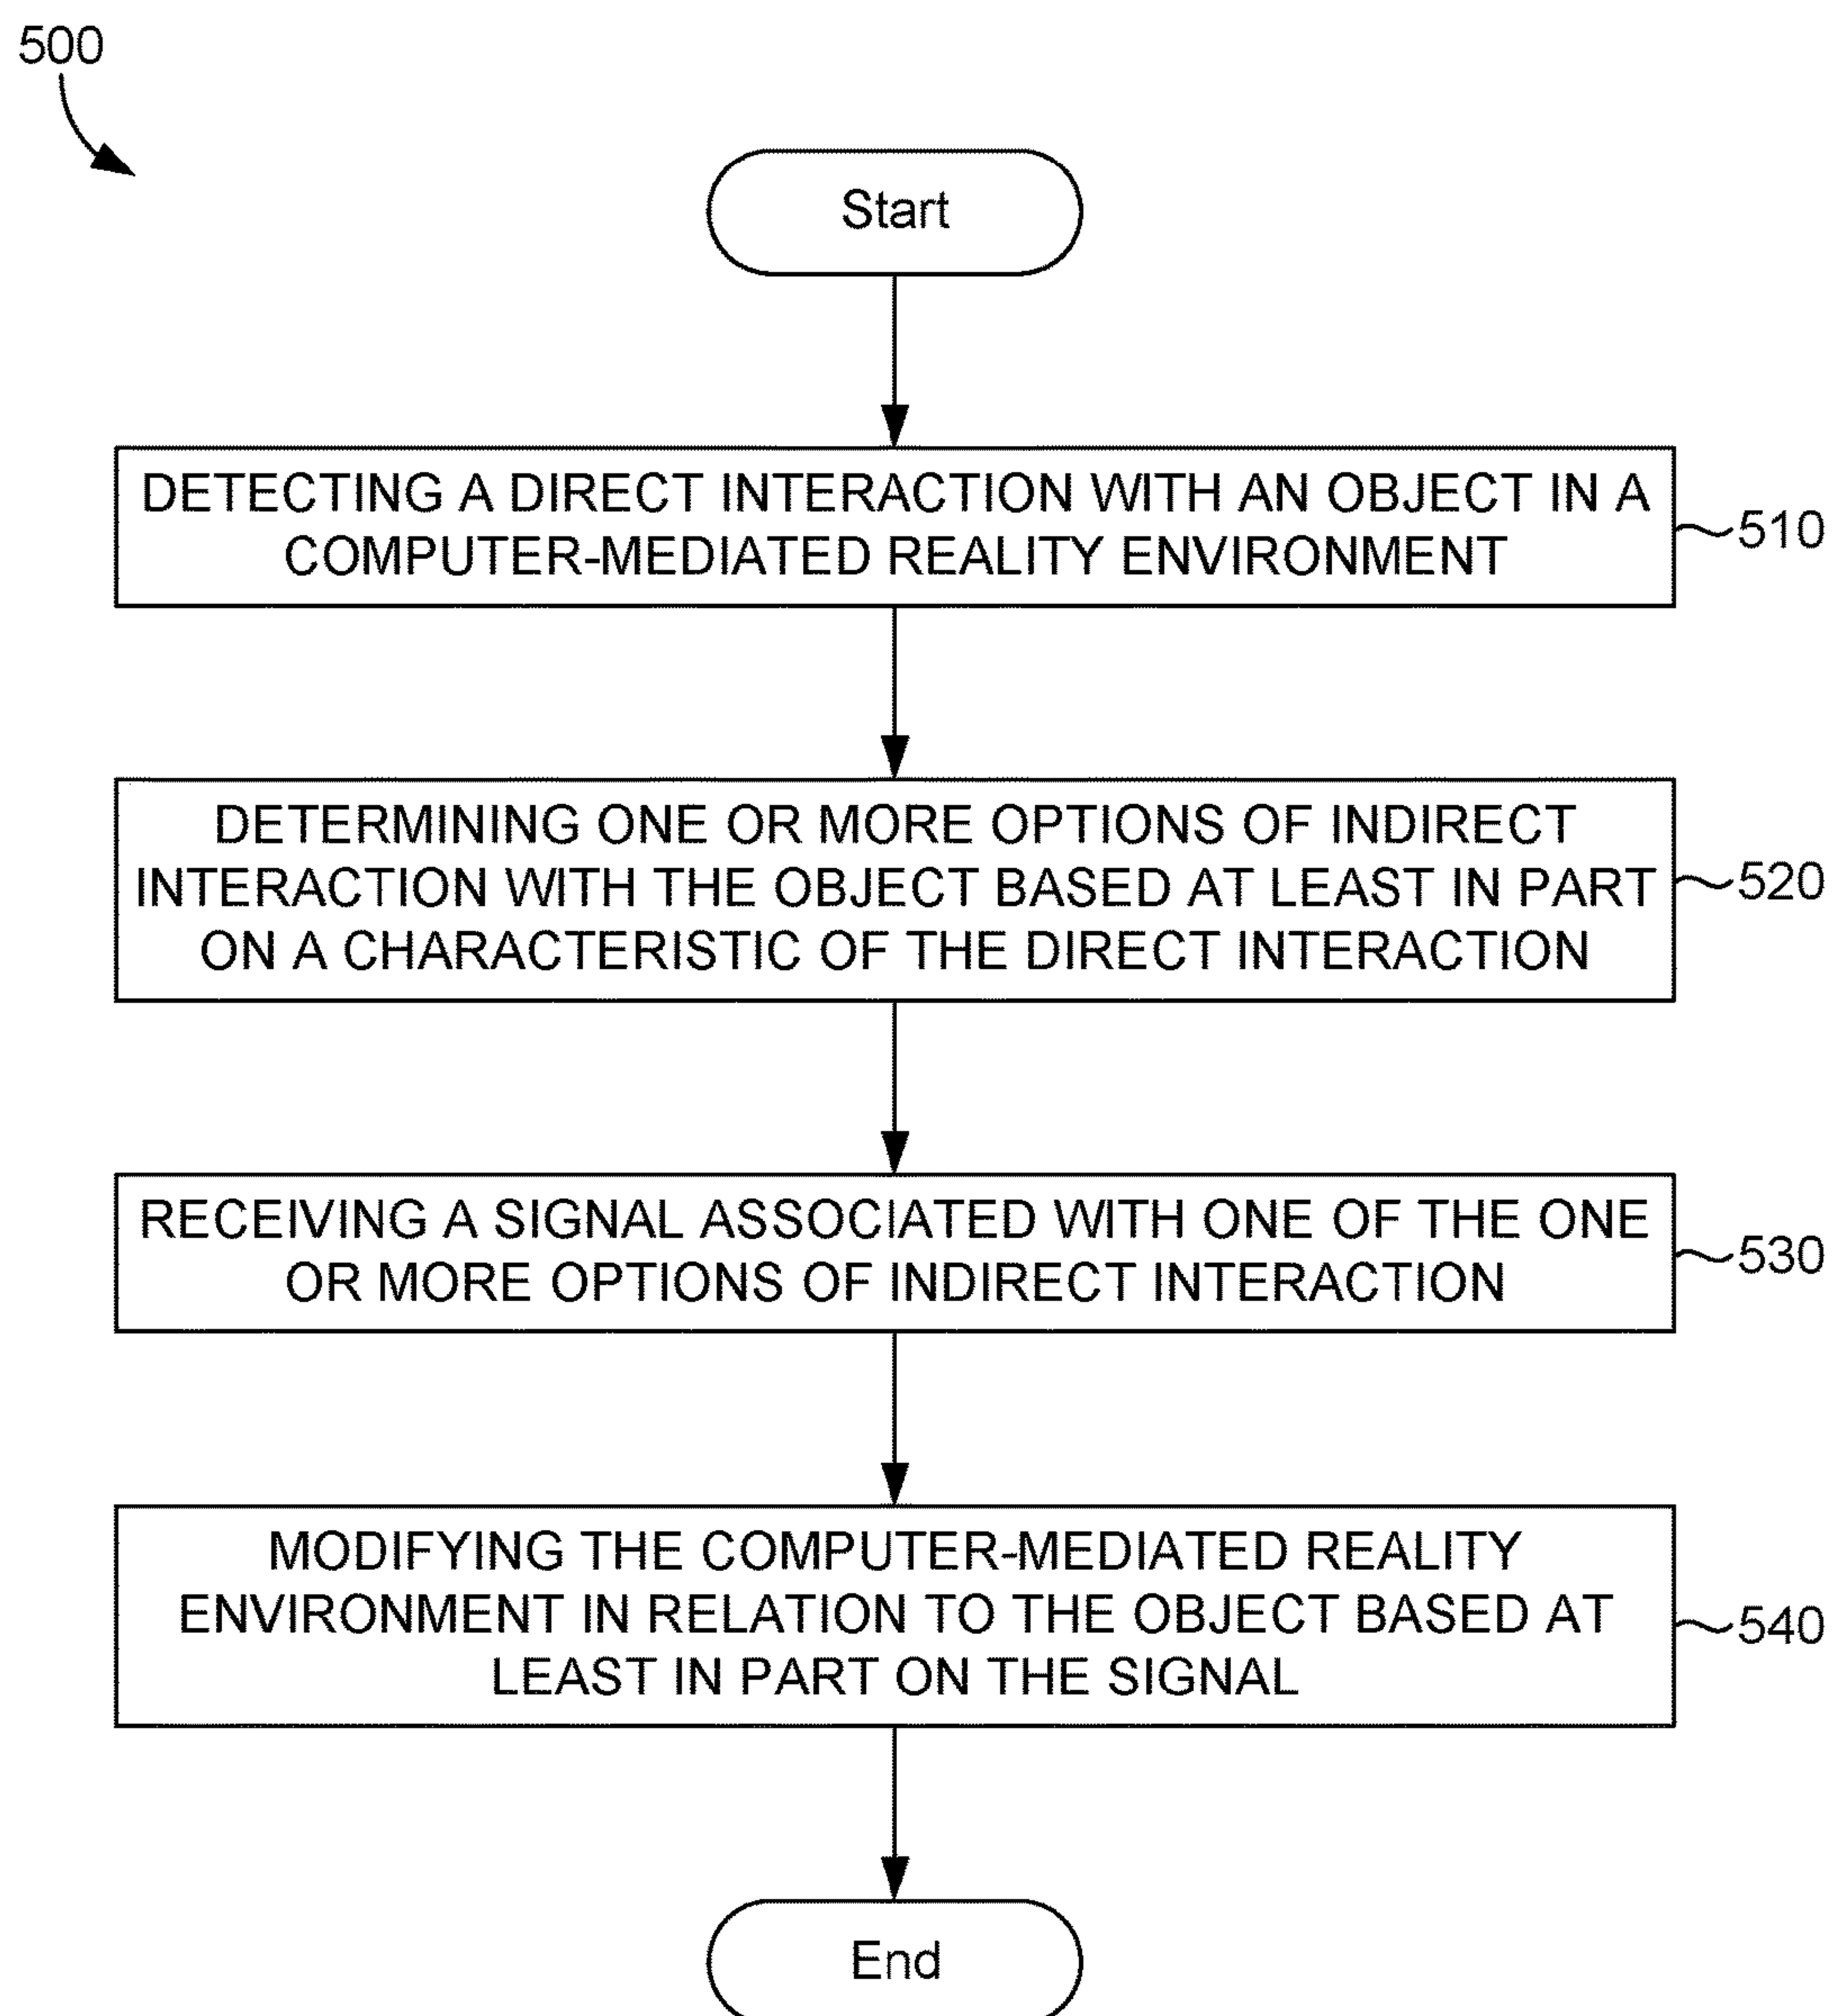 500
Start
DETECTING A DIRECT INTERACTION WITH AN OBJECT IN A
COMPUTER-MEDIATED REALITY ENVIRONMENT
510
DETERMINING ONE OR MORE OPTIONS OF INDIRECT
INTERACTION WITH THE OBJECT BASED AT LEAST IN PART
ON A CHARACTERISTIC OF THE DIRECT INTERACTION
520
RECEIVING A SIGNAL ASSOCIATED WITH ONE OF THE ONE
OR MORE OPTIONS OF INDIRECT INTERACTION
530
MODIFYING THE COMPUTER-MEDIATED REALITY
ENVIRONMENT IN RELATION TO THE OBJECT BASED AT
LEAST IN PART ON THE SIGNAL
540
End